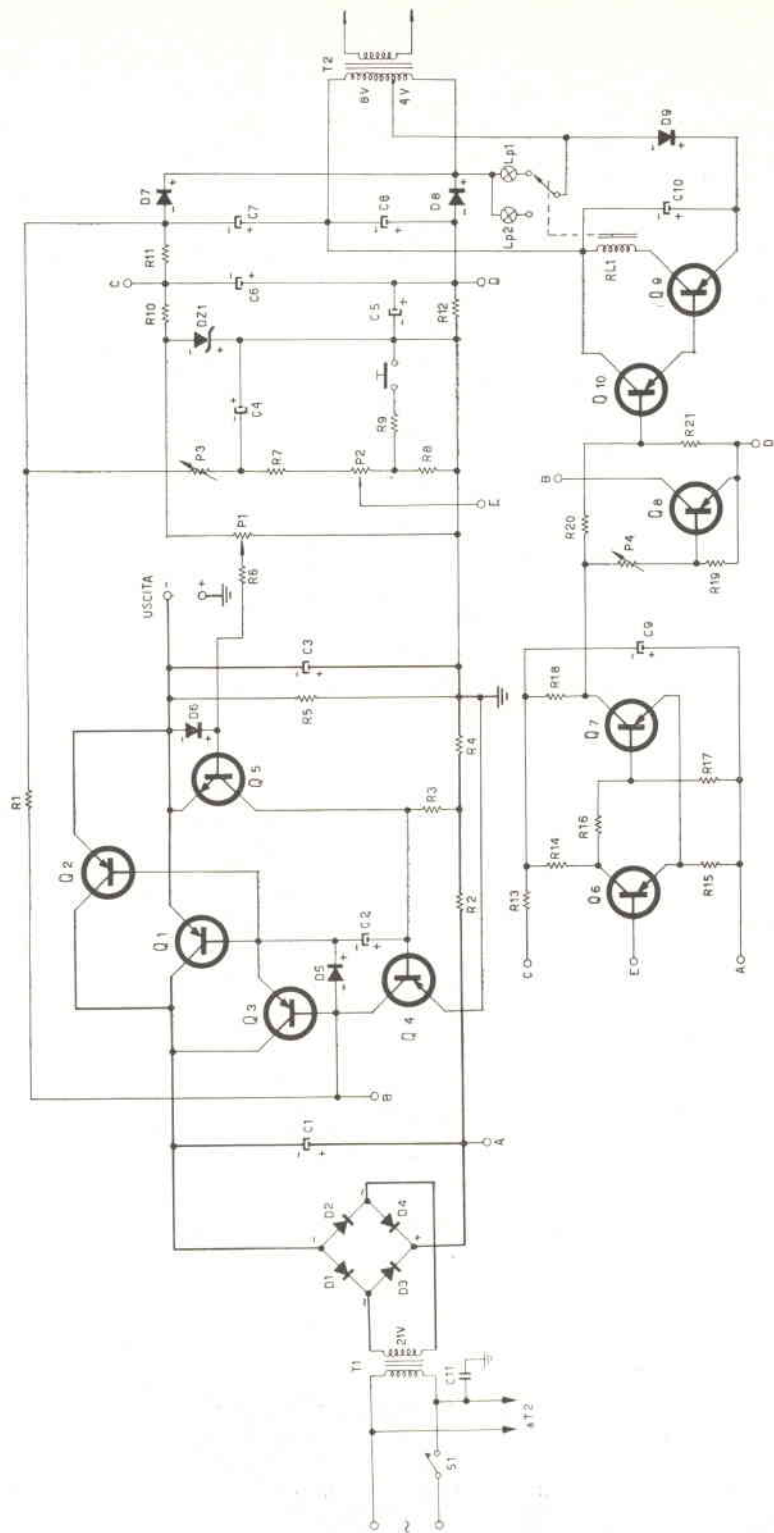 R1
Q2
Q1
Q3
D5
C2
Q4
B
C1
A
D1
D2
D3
D4
-
+
~
~
T1
21V
C11
aT2
S1
~
R2
R3
R4
Q5
D6
R5
C3
USCITA
-
+
R6
P1
P3
R7
P2
R8
E
C4
R9
C5
DZ1
R10
C
C6
R11
D7
C7
C8
D8
R12
D
T2
8V
4V
Lp1
Lp2
D9
C10
RL1
Q9
Q10
R21
D
B
Q8
R20
P4
R19
C9
R18
Q7
R17
R16
R14
R13
Q6
R15
C
E
A